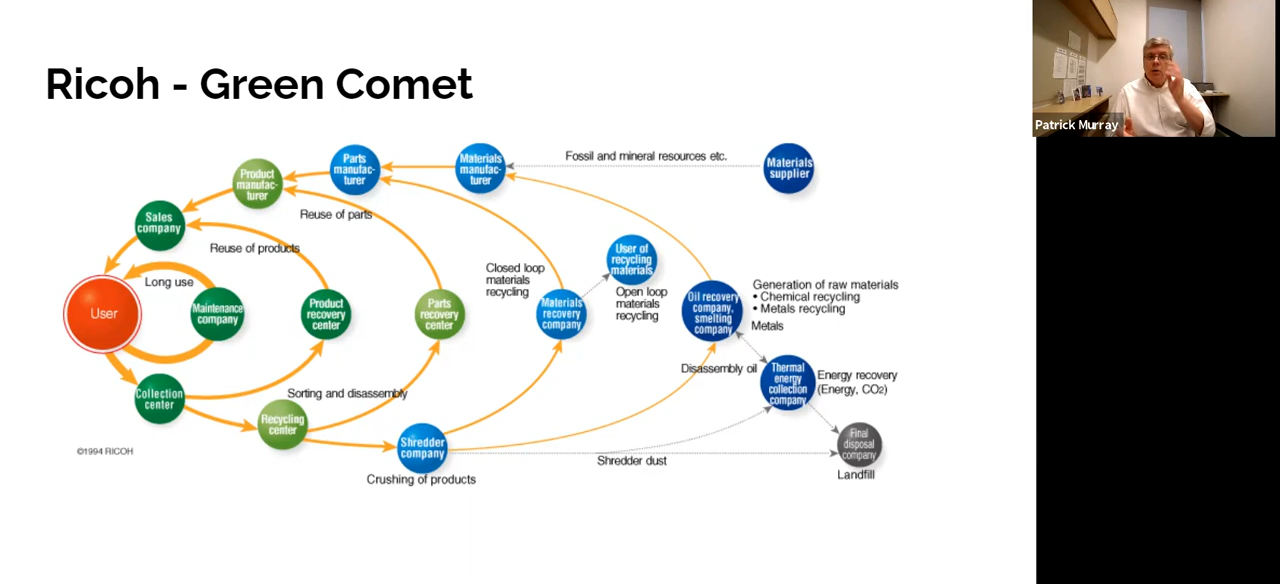 Ricoh - Green Comet
Patrick Murray
Fossil and mineral resources etc.
Materials
supplier
Materials
manufac-
turer
Parts
manufac-
turer
Product
manufac-
turer
Reuse of parts
Sales
company
Reuse of products
Long use
User
Maintenance
company
Product
recovery
center
Parts
recovery
center
Closed loop
materials
recycling
Materials
recovery
company
User of
recycling
materials
Open loop
materials
recycling
Oil recovery
company,
smelting
company
Generation of raw materials
• Chemical recycling
• Metals recycling
Metals
Disassembly oil
Thermal
energy
collection
company
Energy recovery
(Energy, CO2)
Collection
center
Sorting and disassembly
Recycling
center
Shredder
company
Crushing of products
Shredder dust
Final
disposal
company
Landfill
©1994 RICOH